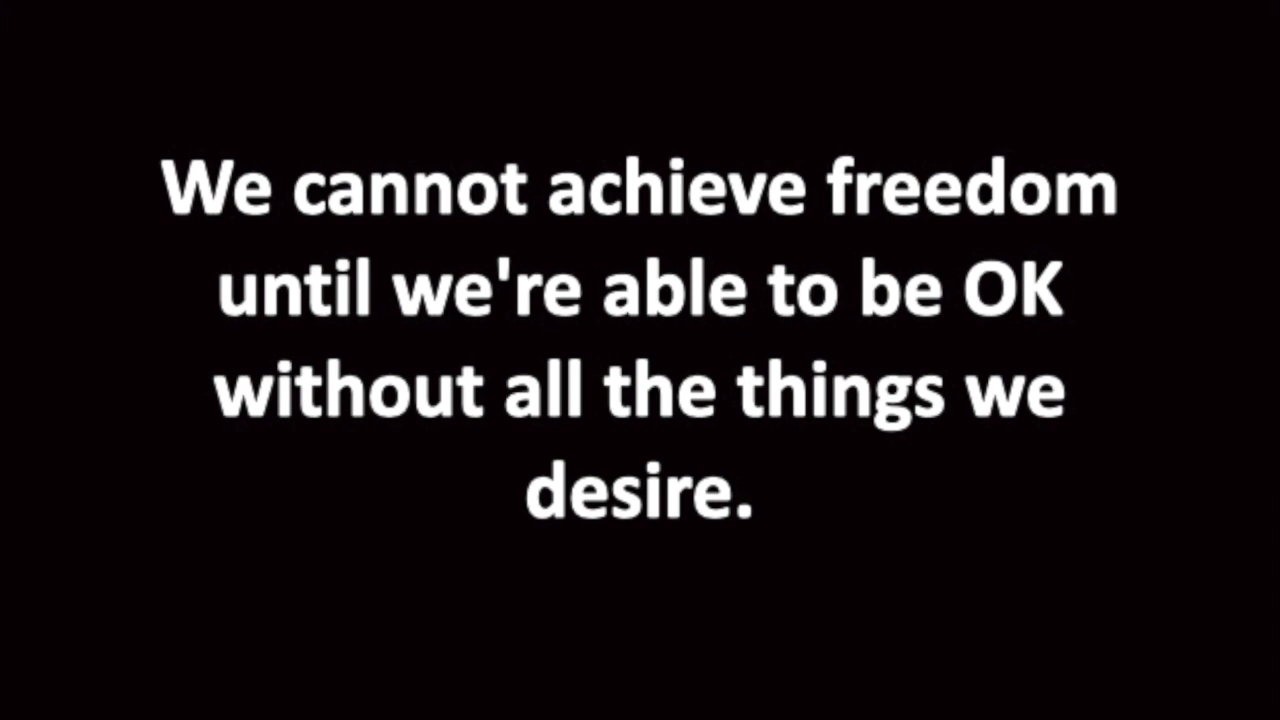 We cannot achieve freedom
until we're able to be OK
without all the things we
desire.